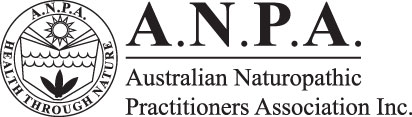 A.N.P.A.
HEALTH THROUGH NATURE
A.N.P.A.
Australian Naturopathic
Practitioners Association Inc.